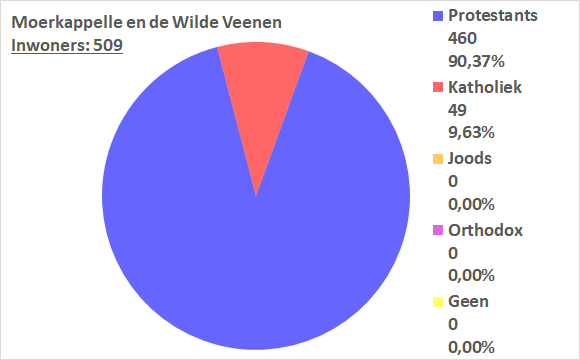 Moerkappelle en de Wilde Veenen
Inwoners: 509
Protestants
460
90,37%
Katholiek
49
9,63%
Joods
0
0,00%
Orthodox
0
0,00%
Geen
0
0,00%